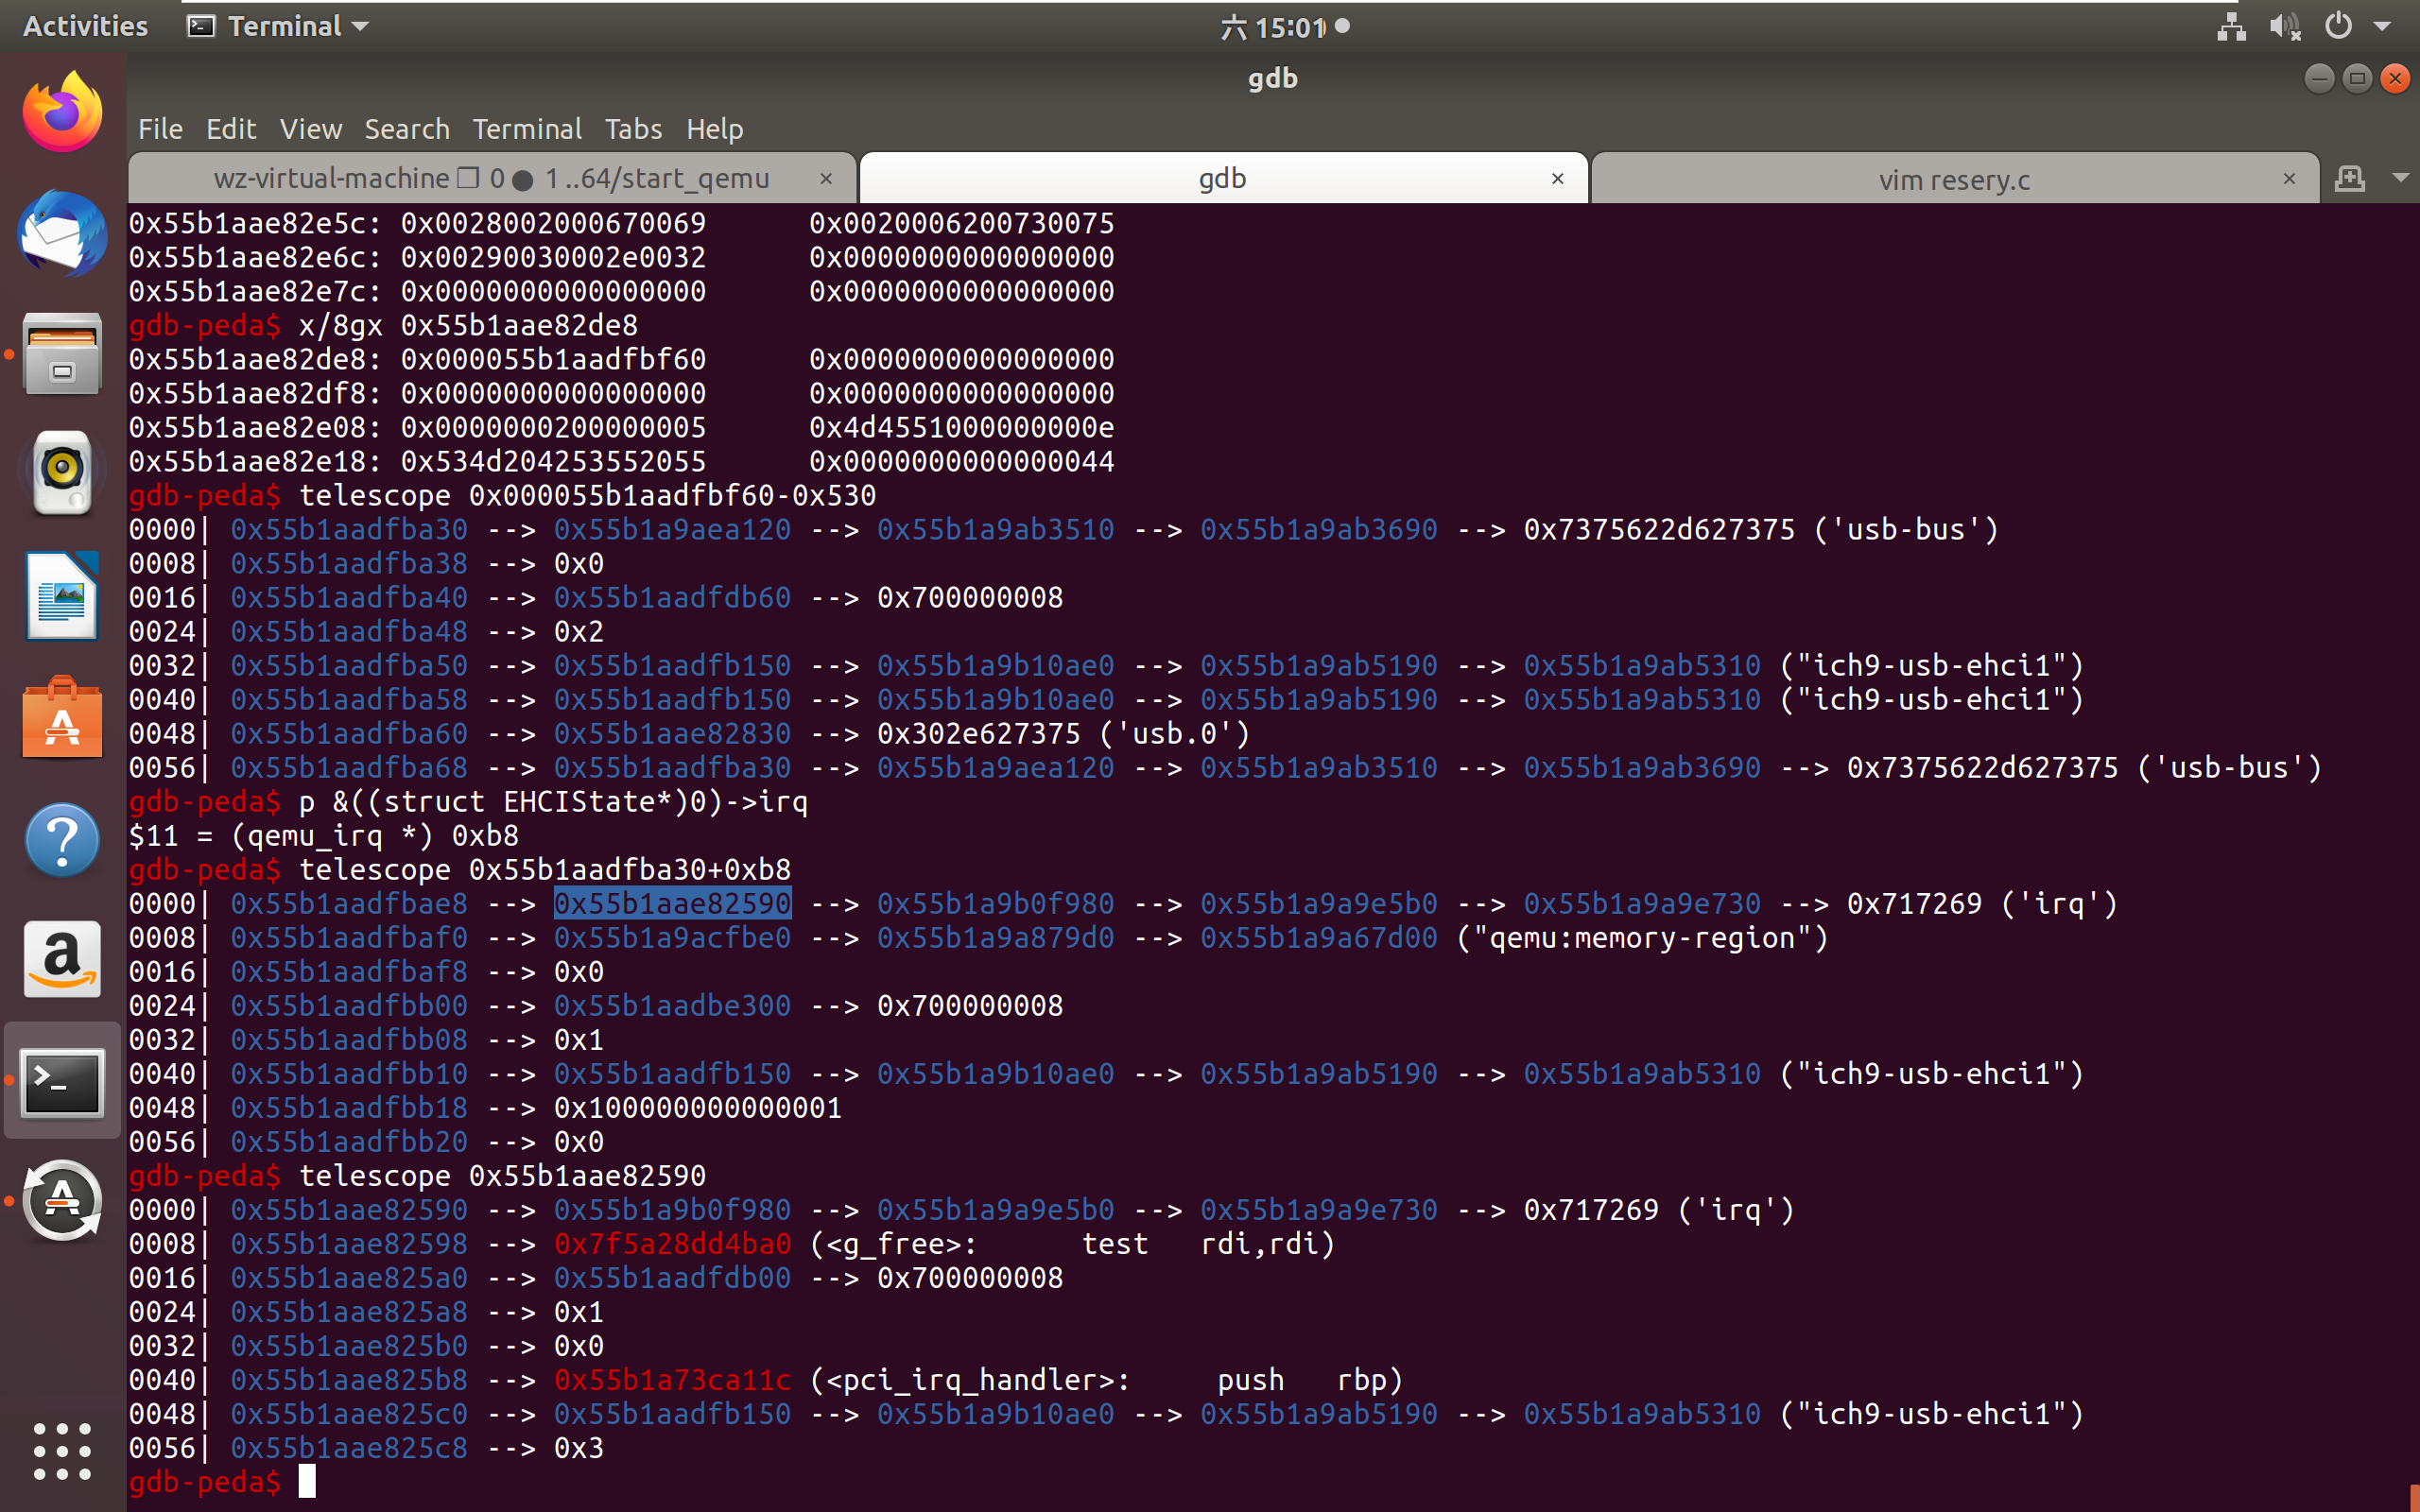 Activities Terminal 六 15:01
gdb
File Edit View Search Terminal Tabs Help
wz-virtual-machine ❐ 0 ● 1 ..64/start_qemu × gdb × vim resery.c ×
0x55b1aae82e5c: 0x0028002000670069 0x0020006200730075
0x55b1aae82e6c: 0x00290030002e0032 0x0000000000000000
0x55b1aae82e7c: 0x0000000000000000 0x0000000000000000
gdb-peda$ x/8gx 0x55b1aae82de8
0x55b1aae82de8: 0x000055b1aadfbf60 0x0000000000000000
0x55b1aae82df8: 0x0000000000000000 0x0000000000000000
0x55b1aae82e08: 0x0000000200000005 0x4d4551000000000e
0x55b1aae82e18: 0x534d204253552055 0x0000000000000044
gdb-peda$ telescope 0x000055b1aadfbf60-0x530
0000| 0x55b1aadfba30 --> 0x55b1a9aea120 --> 0x55b1a9ab3510 --> 0x55b1a9ab3690 --> 0x7375622d627375 ('usb-bus')
0008| 0x55b1aadfba38 --> 0x0
0016| 0x55b1aadfba40 --> 0x55b1aadfdb60 --> 0x700000008
0024| 0x55b1aadfba48 --> 0x2
0032| 0x55b1aadfba50 --> 0x55b1aadfb150 --> 0x55b1a9b10ae0 --> 0x55b1a9ab5190 --> 0x55b1a9ab5310 ("ich9-usb-ehci1")
0040| 0x55b1aadfba58 --> 0x55b1aadfb150 --> 0x55b1a9b10ae0 --> 0x55b1a9ab5190 --> 0x55b1a9ab5310 ("ich9-usb-ehci1")
0048| 0x55b1aadfba60 --> 0x55b1aae82830 --> 0x302e627375 ('usb.0')
0056| 0x55b1aadfba68 --> 0x55b1aadfba30 --> 0x55b1a9aea120 --> 0x55b1a9ab3510 --> 0x55b1a9ab3690 --> 0x7375622d627375 ('usb-bus')
gdb-peda$ p &((struct EHCIState*)0)->irq
$11 = (qemu_irq *) 0xb8
gdb-peda$ telescope 0x55b1aadfba30+0xb8
0000| 0x55b1aadfbae8 --> 0x55b1aae82590 --> 0x55b1a9b0f980 --> 0x55b1a9a9e5b0 --> 0x55b1a9a9e730 --> 0x717269 ('irq')
0008| 0x55b1aadfbaf0 --> 0x55b1a9acfbe0 --> 0x55b1a9a879d0 --> 0x55b1a9a67d00 ("qemu:memory-region")
0016| 0x55b1aadfbaf8 --> 0x0
0024| 0x55b1aadfbb00 --> 0x55b1aadbe300 --> 0x700000008
0032| 0x55b1aadfbb08 --> 0x1
0040| 0x55b1aadfbb10 --> 0x55b1aadfb150 --> 0x55b1a9b10ae0 --> 0x55b1a9ab5190 --> 0x55b1a9ab5310 ("ich9-usb-ehci1")
0048| 0x55b1aadfbb18 --> 0x100000000000001
0056| 0x55b1aadfbb20 --> 0x0
gdb-peda$ telescope 0x55b1aae82590
0000| 0x55b1aae82590 --> 0x55b1a9b0f980 --> 0x55b1a9a9e5b0 --> 0x55b1a9a9e730 --> 0x717269 ('irq')
0008| 0x55b1aae82598 --> 0x7f5a28dd4ba0 (<g_free>: test rdi,rdi)
0016| 0x55b1aae825a0 --> 0x55b1aadfdb00 --> 0x700000008
0024| 0x55b1aae825a8 --> 0x1
0032| 0x55b1aae825b0 --> 0x0
0040| 0x55b1aae825b8 --> 0x55b1a73ca11c (<pci_irq_handler>: push rbp)
0048| 0x55b1aae825c0 --> 0x55b1aadfb150 --> 0x55b1a9b10ae0 --> 0x55b1a9ab5190 --> 0x55b1a9ab5310 ("ich9-usb-ehci1")
0056| 0x55b1aae825c8 --> 0x3
gdb-peda$